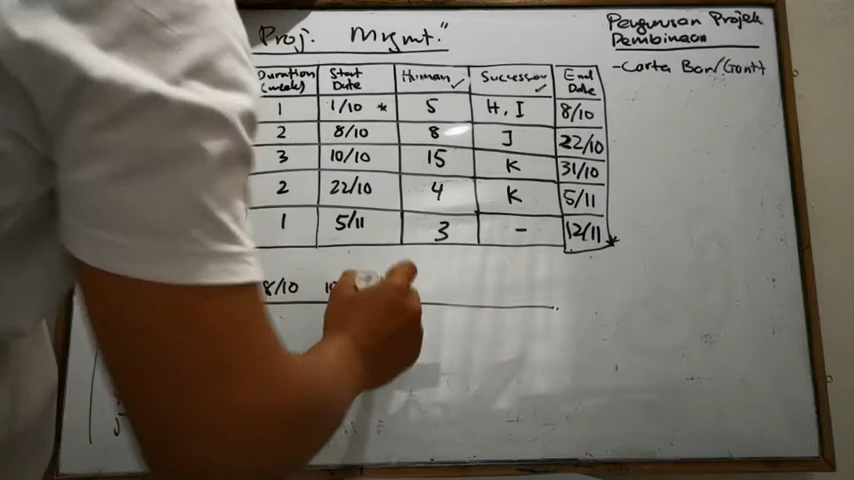 Proj. Mngmt."
Pengurusan Projek
Pembinaan
- Carta Bar/Gantt
Duration (week) Start Date Human ✓ Successor ✓ End Date
1 1/10 * 5 H, I 8/10
2 8/10 8 J 22/10
3 10/10 15 K 31/10
2 22/10 4 K 5/11
1 5/11 3 - 12/11 *
8/10